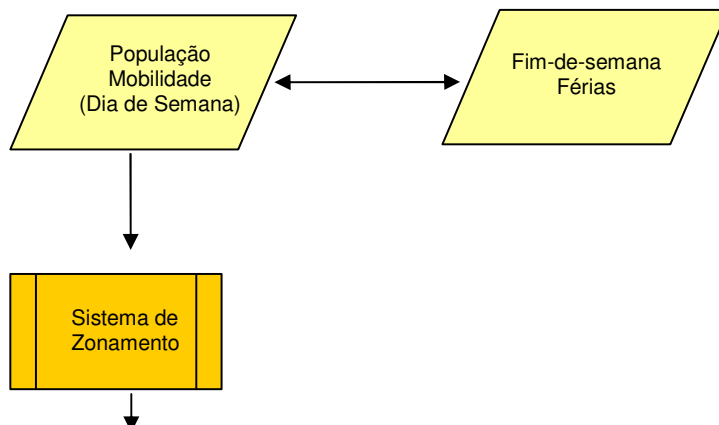 População
Mobilidade
(Dia de Semana)
Fim-de-semana
Férias
Sistema de
Zonamento